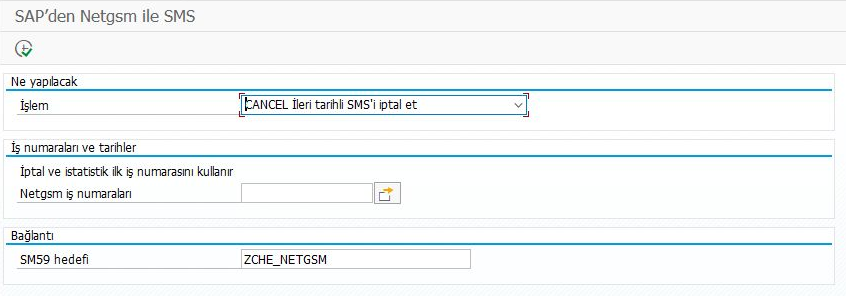 SAP’den Netgsm ile SMS
Ne yapılacak
İşlem CANCEL İleri tarihli SMS'i iptal et
İş numaraları ve tarihler
İptal ve istatistik ilk iş numarasını kullanır
Netgsm iş numaraları
Bağlantı
SM59 hedefi ZCHE_NETGSM